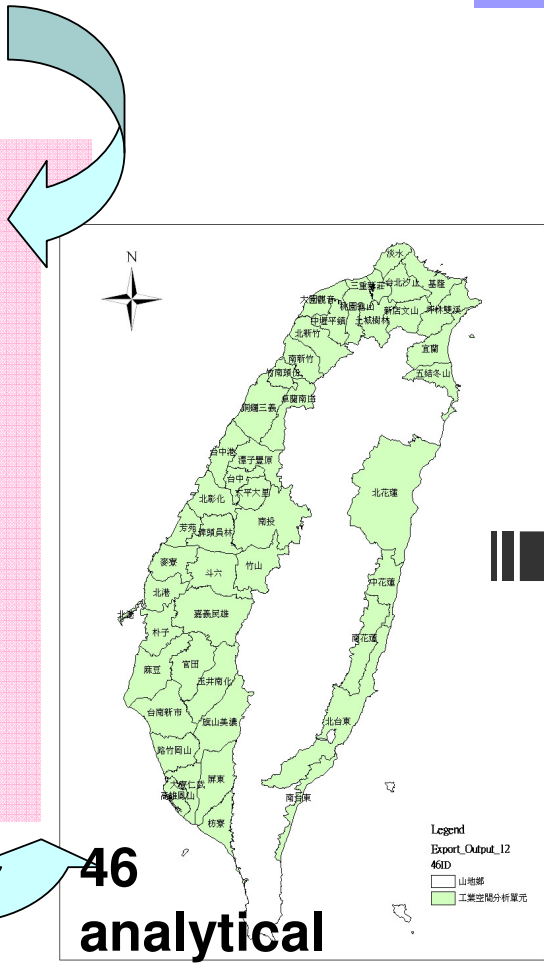 N
淡水
三重蘆莊 台北汐止 基隆
大園觀音 桃園龜山 新店文山 坪林雙溪
中壢平鎮 土城樹林
北新竹
宜蘭
南新竹
五結冬山
竹南頭份
卓蘭南庄
銅鑼三義
台中港
潭子豐原
台中
太平大里
北彰化
北花蓮
南投
芳苑
埤頭員林
麥寮
斗六
竹山
中花蓮
北港
嘉義民雄
朴子
南花蓮
麻豆
官田
玉井南化
台南新市
旗山美濃
北台東
路竹岡山
屏東
大寮仁武
高雄鳳山
南台東
枋寮
Legend
Export_Output_12
46ID
山地鄉
工業空間分析單元
46
analytical